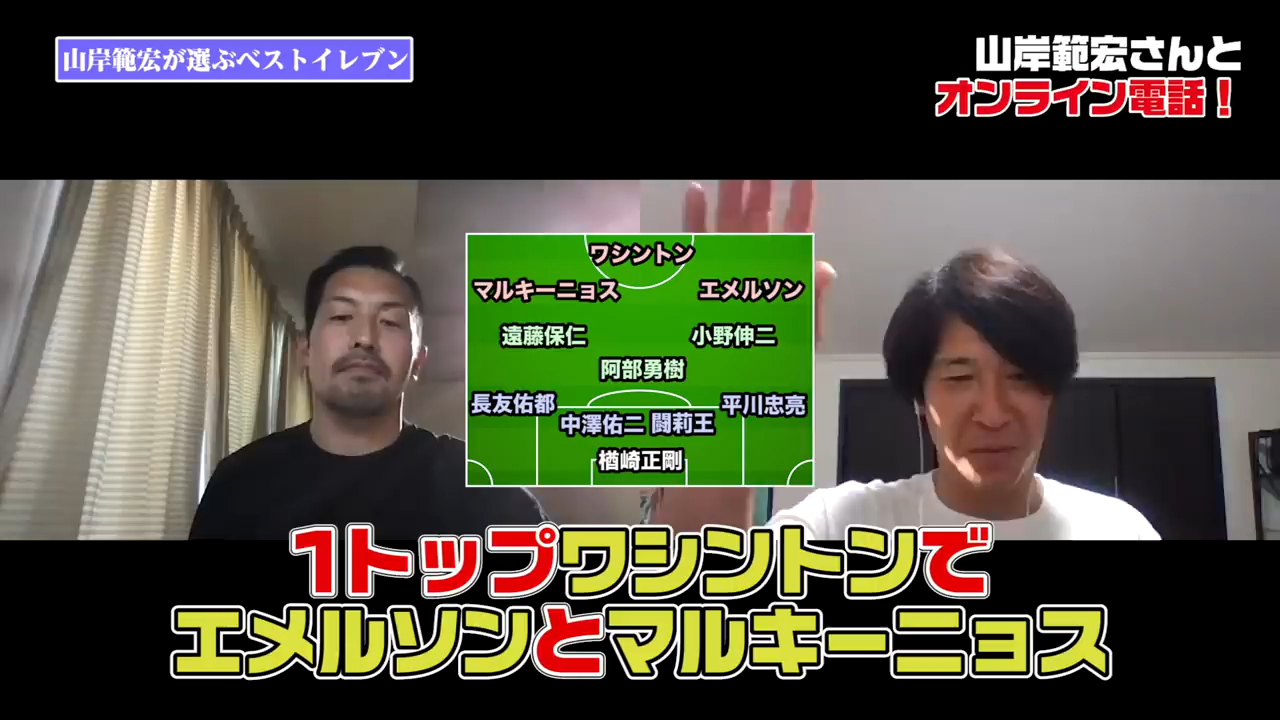 山岸範宏が選ぶベストイレブン
山岸範宏さんと
オンライン電話！
ワシントン
マルキーニョス エメルソン
遠藤保仁 小野伸二
阿部勇樹
長友佑都 平川忠亮
中澤佑二 闘莉王
楢崎正剛
1トップワシントンで
エメルソンとマルキーニョス